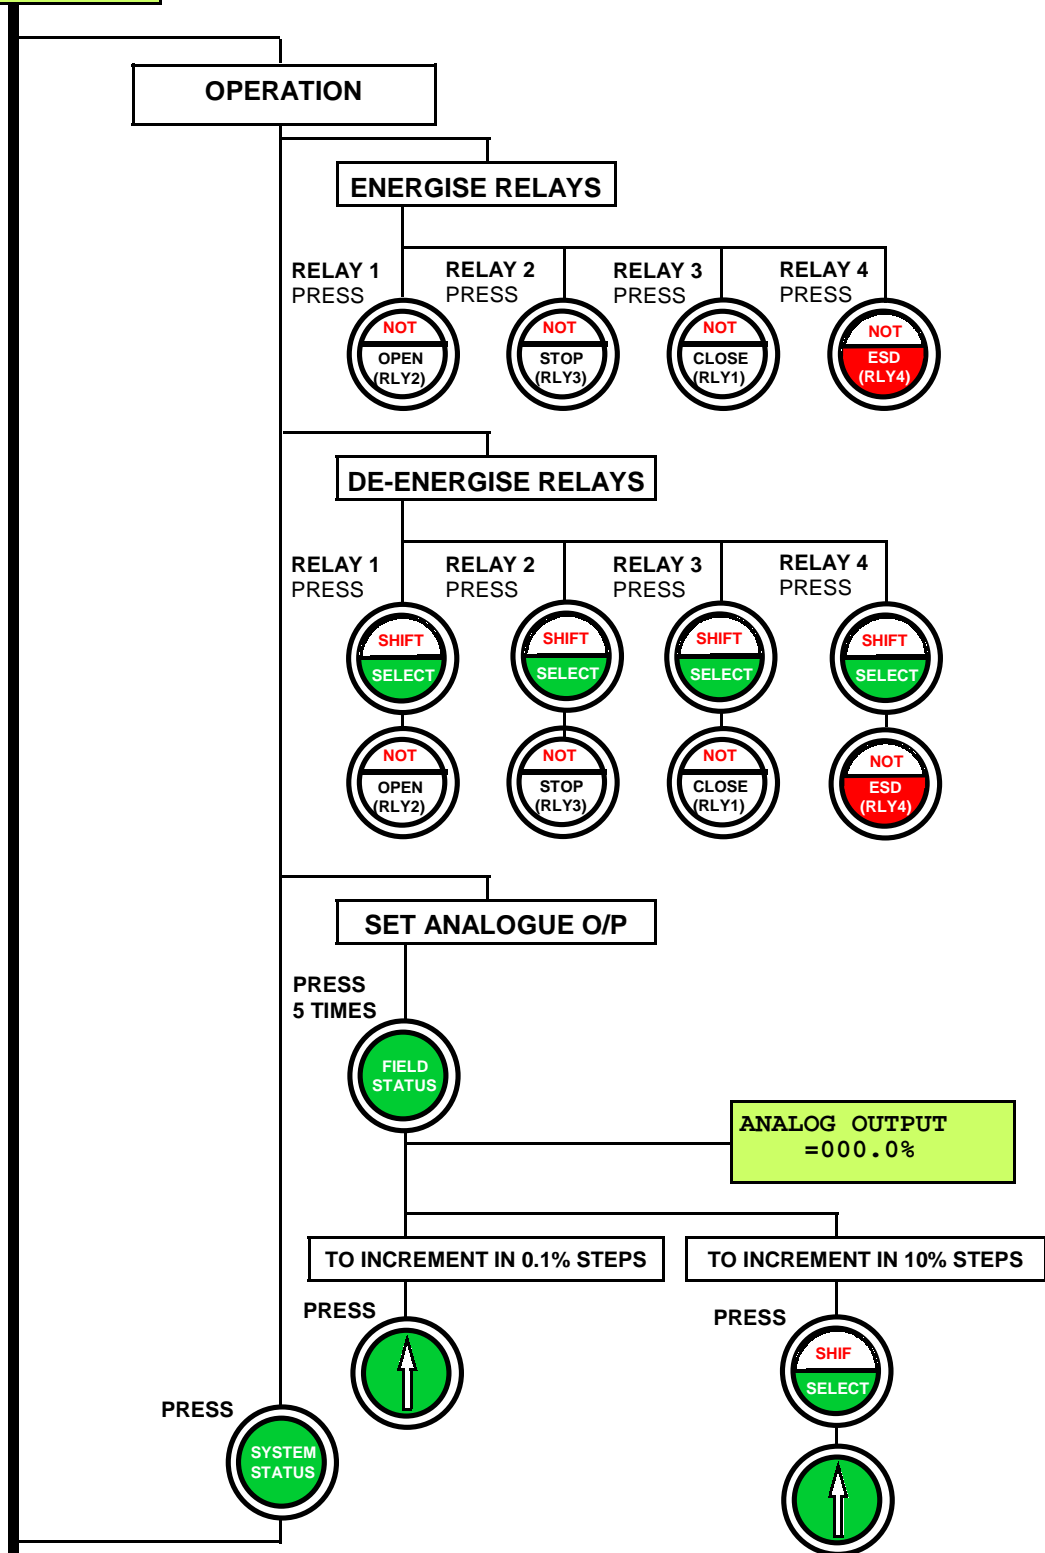 OPERATION
ENERGISE RELAYS
RELAY 1
PRESS
RELAY 2
PRESS
RELAY 3
PRESS
RELAY 4
PRESS
NOT
OPEN
(RLY2)
NOT
STOP
(RLY3)
NOT
CLOSE
(RLY1)
NOT
ESD
(RLY4)
DE-ENERGISE RELAYS
RELAY 1
PRESS
RELAY 2
PRESS
RELAY 3
PRESS
RELAY 4
PRESS
SHIFT
SELECT
SHIFT
SELECT
SHIFT
SELECT
SHIFT
SELECT
NOT
OPEN
(RLY2)
NOT
STOP
(RLY3)
NOT
CLOSE
(RLY1)
NOT
ESD
(RLY4)
SET ANALOGUE O/P
PRESS
5 TIMES
FIELD
STATUS
ANALOG OUTPUT
=000.0%
TO INCREMENT IN 0.1% STEPS
PRESS
TO INCREMENT IN 10% STEPS
PRESS
SHIF
SELECT
PRESS
SYSTEM
STATUS